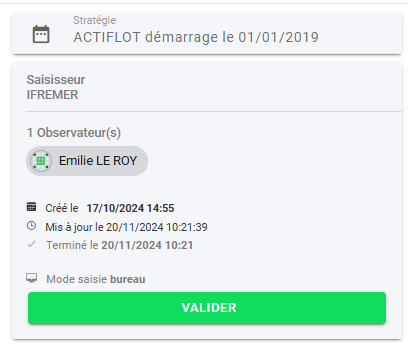 Stratégie
ACTIFLOT démarrage le 01/01/2019
Saisisseur
IFREMER
1 Observateur(s)
Emilie LE ROY
Créé le 17/10/2024 14:55
Mis à jour le 20/11/2024 10:21:39
Terminé le 20/11/2024 10:21
Mode saisie bureau
VALIDER